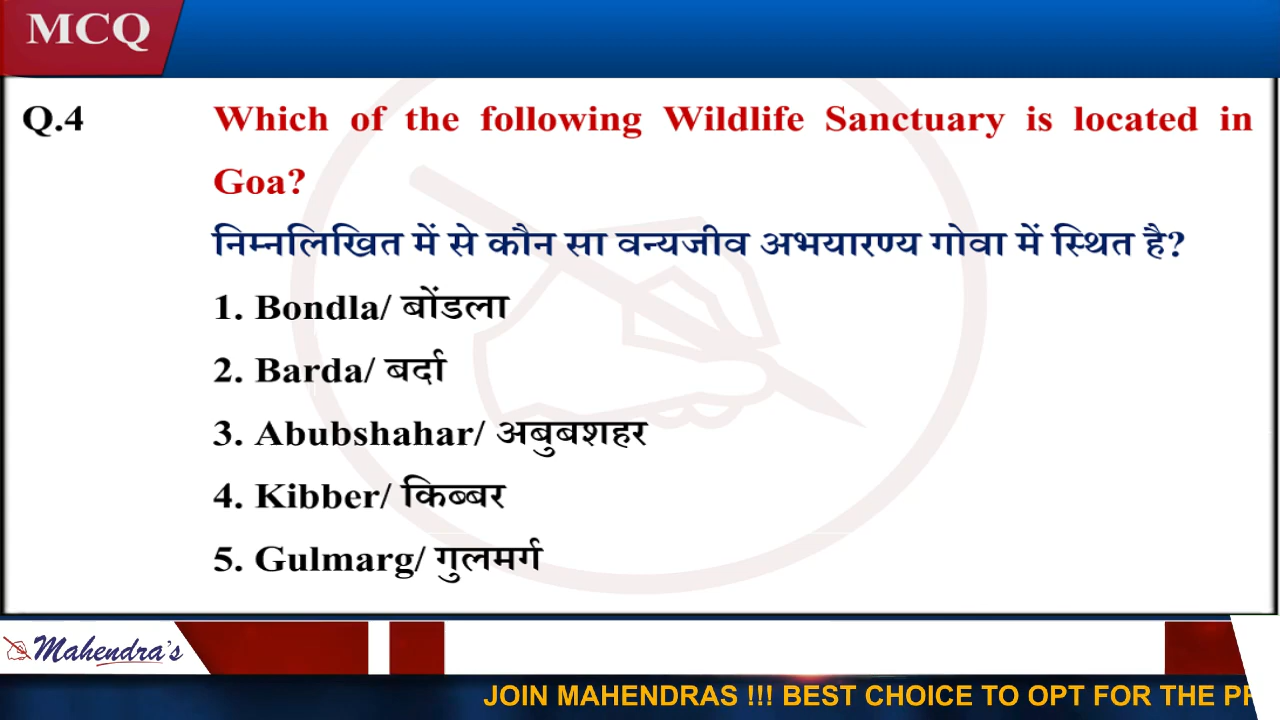 MCQ
Q.4 Which of the following Wildlife Sanctuary is located in
Goa?
निम्नलिखित में से कौन सा वन्यजीव अभयारण्य गोवा में स्थित है?
1. Bondla/ बोंडला
2. Barda/ बर्दा
3. Abubshahar/ अबुबशहर
4. Kibber/ किब्बर
5. Gulmarg/ गुलमर्ग
Mahendra's
JOIN MAHENDRAS !!! BEST CHOICE TO OPT FOR THE